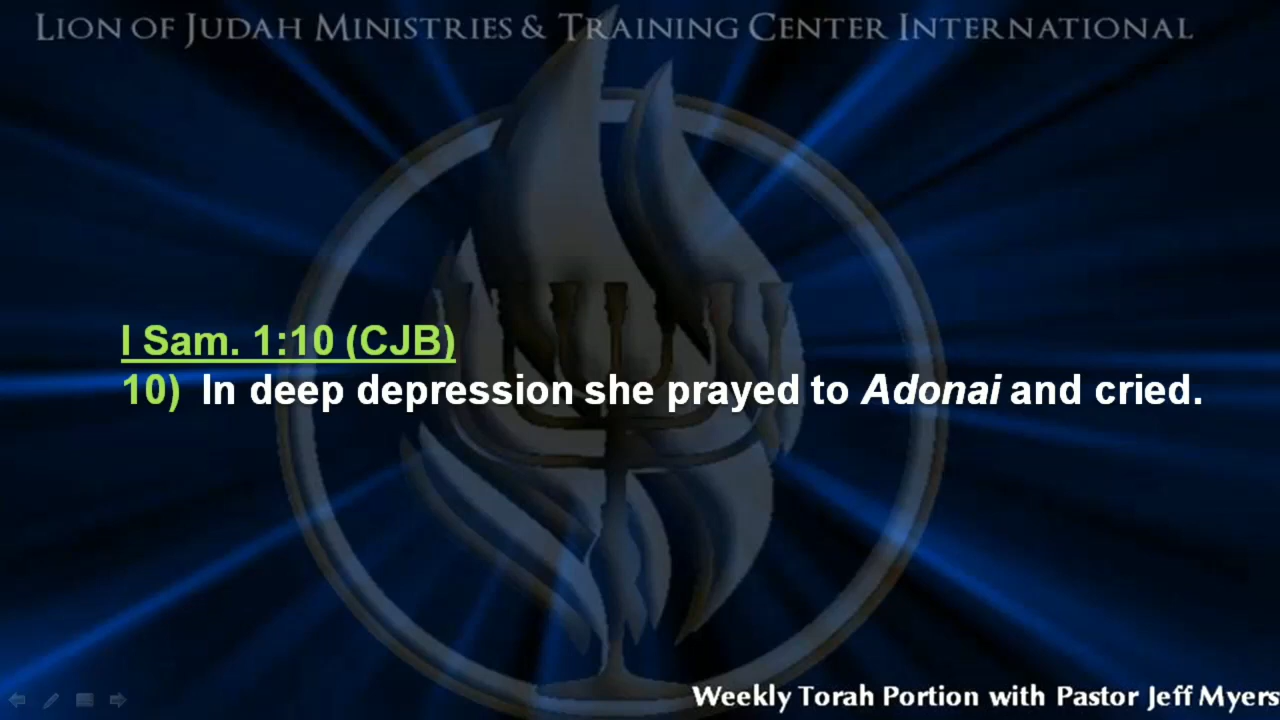 Lion of Judah Ministries & Training Center International
I Sam. 1:10 (CJB)
10) In deep depression she prayed to Adonai and cried.
Weekly Torah Portion with Pastor Jeff Myers